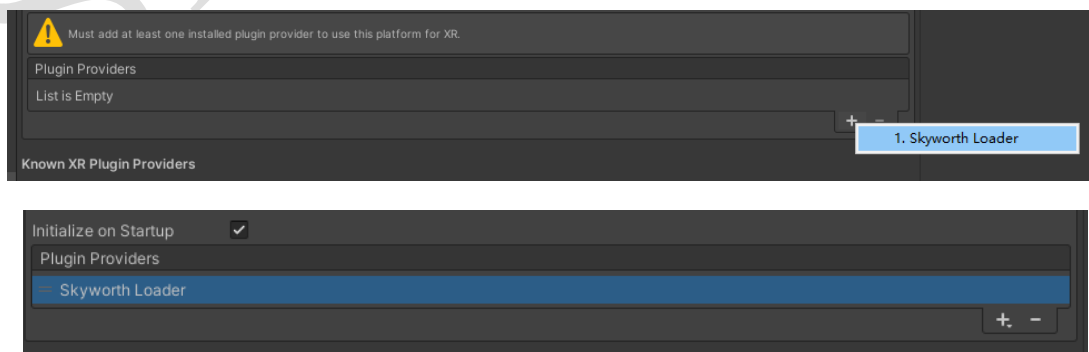 Must add at least one installed plugin provider to use this platform for XR.
Plugin Providers
List is Empty
1. Skyworth Loader
Known XR Plugin Providers
Initialize on Startup
Plugin Providers
Skyworth Loader